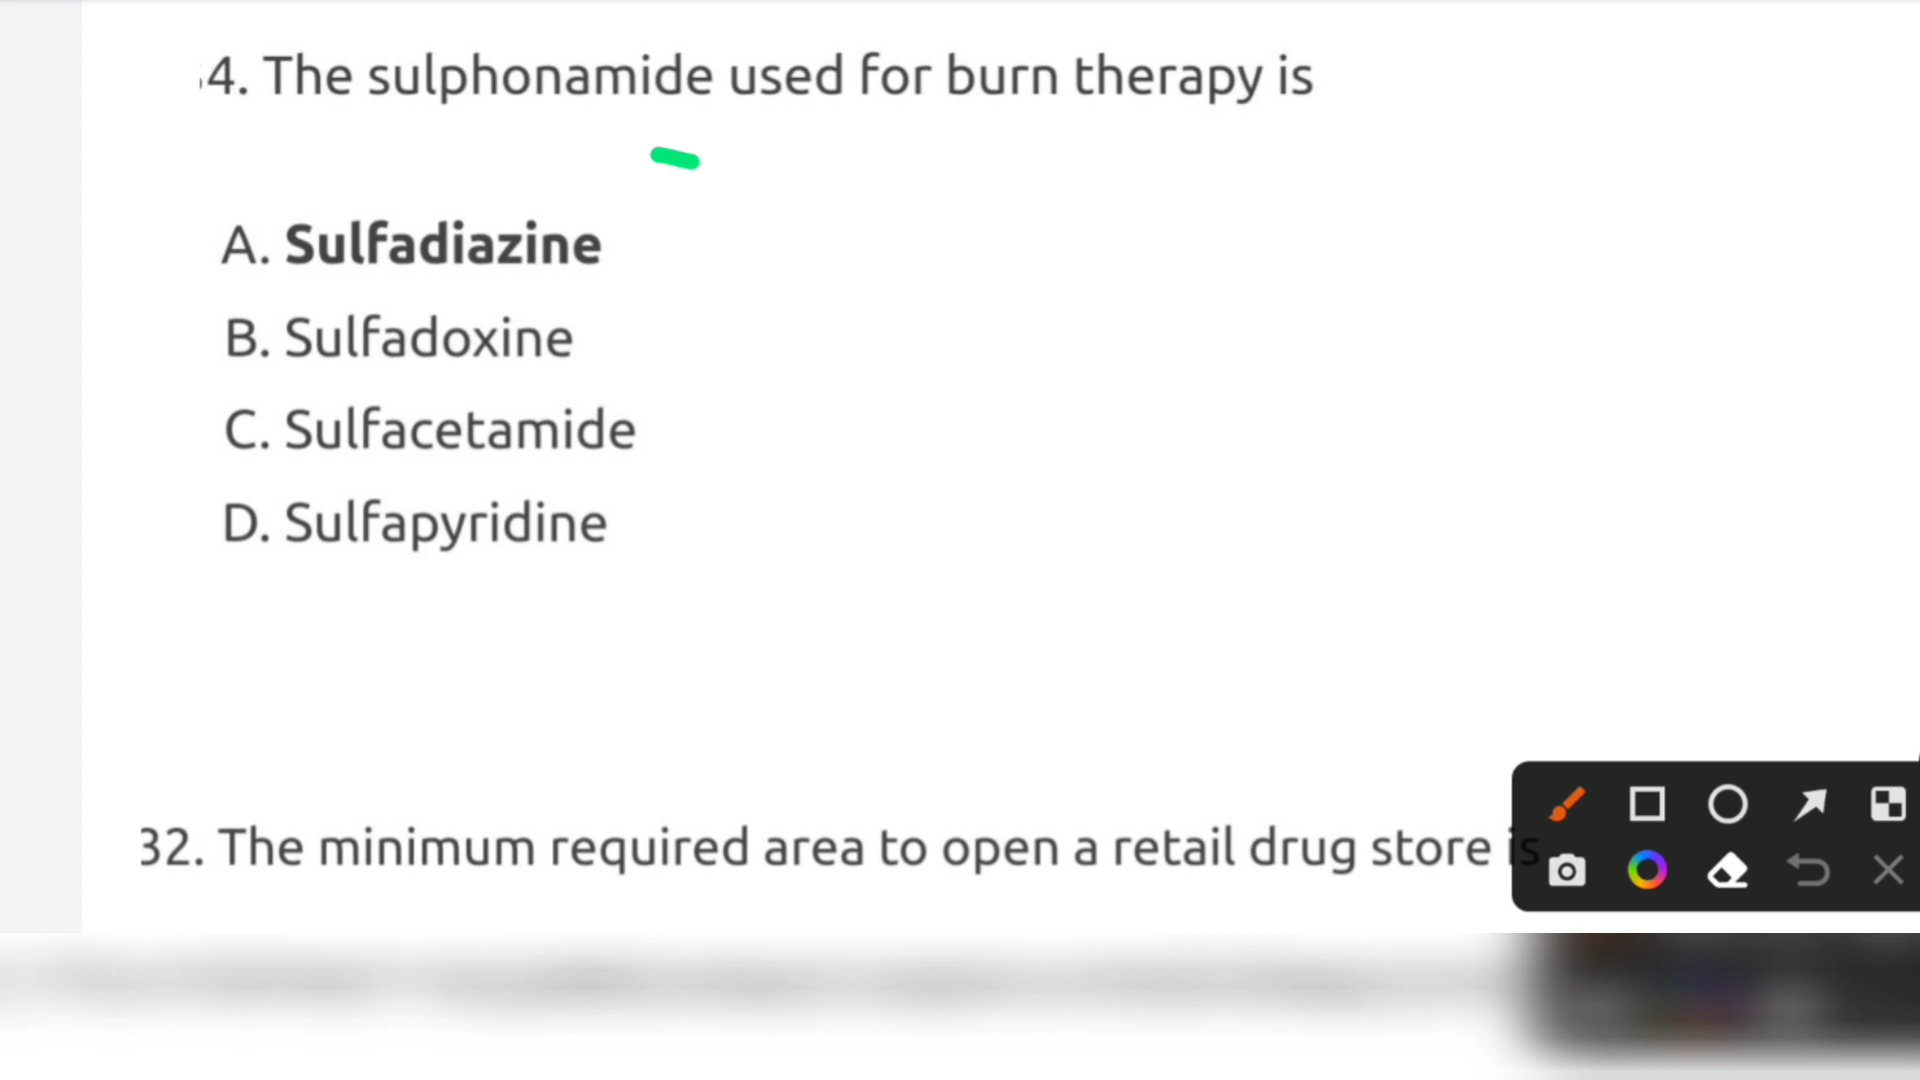 4. The sulphonamide used for burn therapy is
A. Sulfadiazine
B. Sulfadoxine
C. Sulfacetamide
D. Sulfapyridine
32. The minimum required area to open a retail drug store is